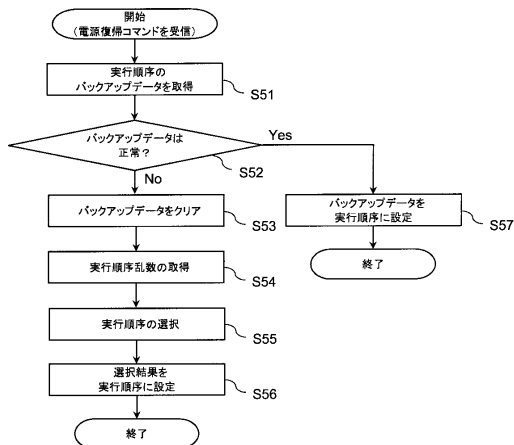 開始
(電源復帰コマンドを受信)
実行順序の
バックアップデータを取得
S51
バックアップデータは
正常？
S52
Yes
No
バックアップデータをクリア
S53
バックアップデータを
実行順序に設定
S57
実行順序乱数の取得
S54
終了
実行順序の選択
S55
選択結果を
実行順序に設定
S56
終了